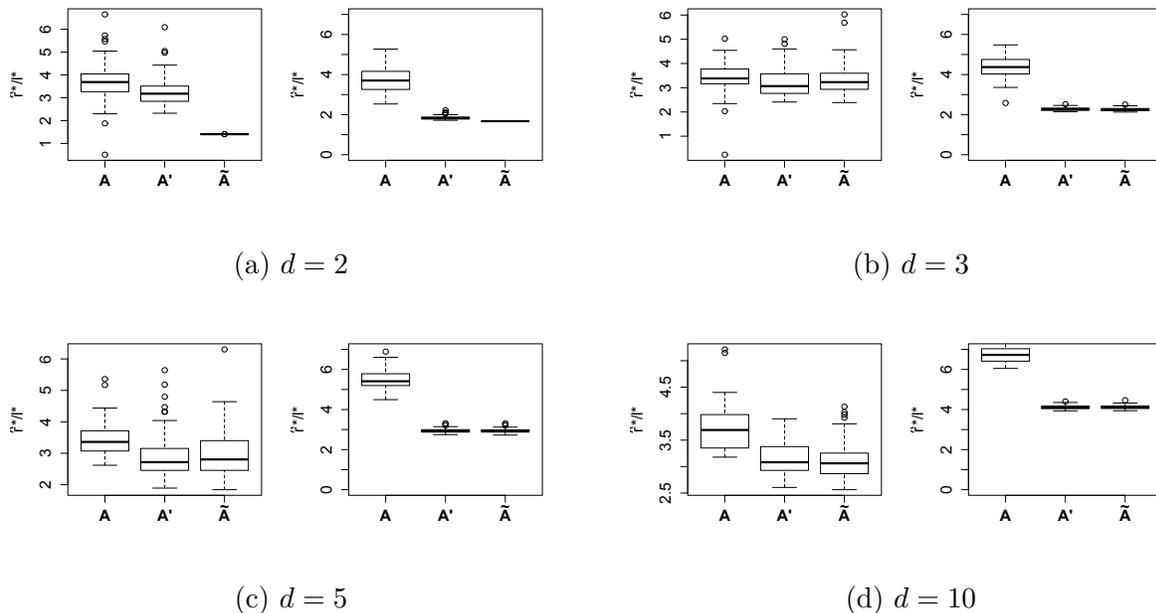 r̂*/l*
1 2 3 4 5 6
A A' Ã
r̂*/l*
0 2 4 6
A A' Ã
(a) d = 2
r̂*/l*
1 2 3 4 5 6
A A' Ã
r̂*/l*
0 2 4 6
A A' Ã
(b) d = 3
r̂*/l*
2 3 4 5 6
A A' Ã
r̂*/l*
0 2 4 6
A A' Ã
(c) d = 5
r̂*/l*
2.5 3.5 4.5
A A' Ã
r̂*/l*
0 2 4 6
A A' Ã
(d) d = 10